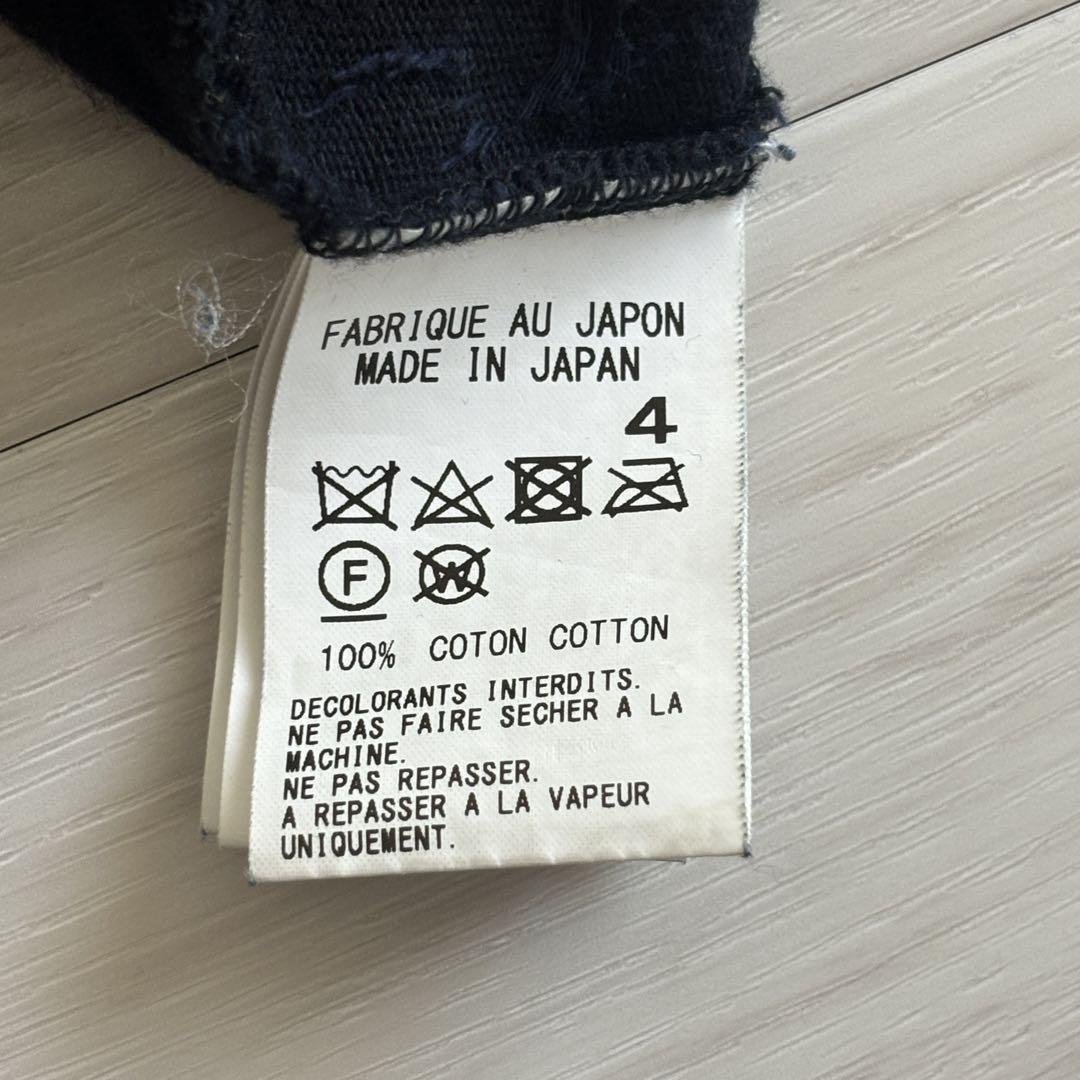 FABRIQUE AU JAPON
MADE IN JAPAN
4
F W
100% COTON COTTON
DECOLORANTS INTERDITS.
NE PAS FAIRE SECHER A LA
MACHINE.
NE PAS REPASSER.
A REPASSER A LA VAPEUR
UNIQUEMENT.